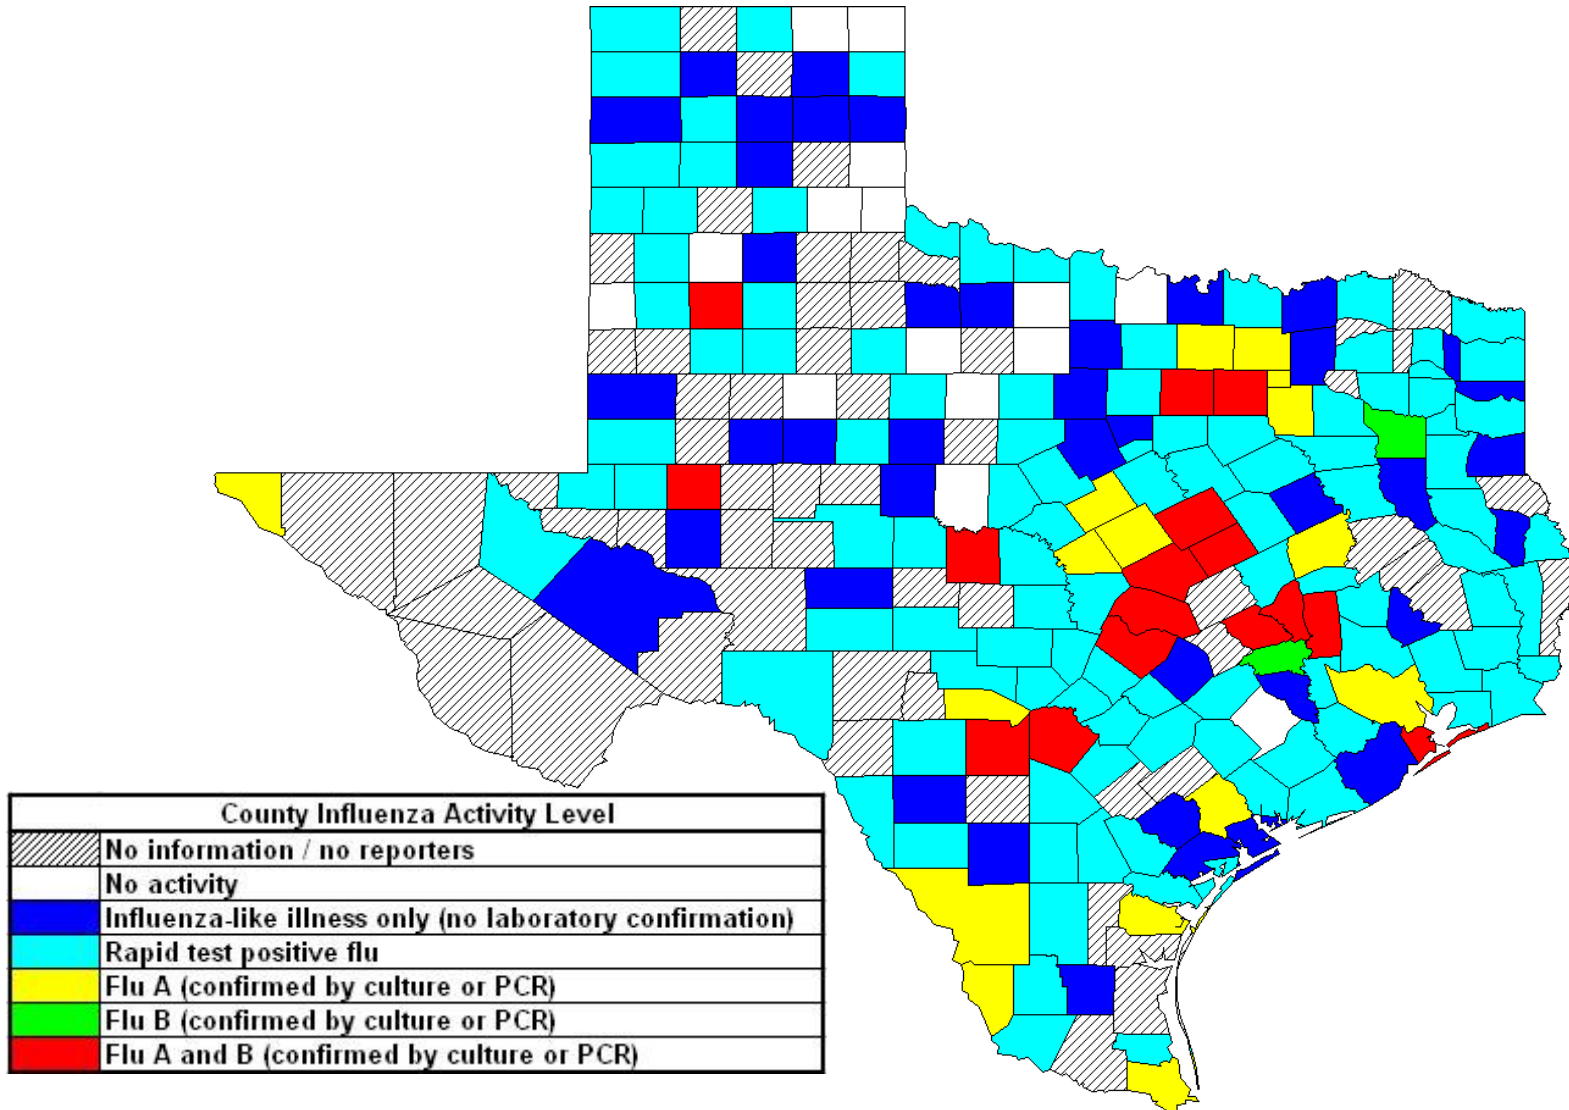 County Influenza Activity Level
No information / no reporters
No activity
Influenza-like illness only (no laboratory confirmation)
Rapid test positive flu
Flu A (confirmed by culture or PCR)
Flu B (confirmed by culture or PCR)
Flu A and B (confirmed by culture or PCR)